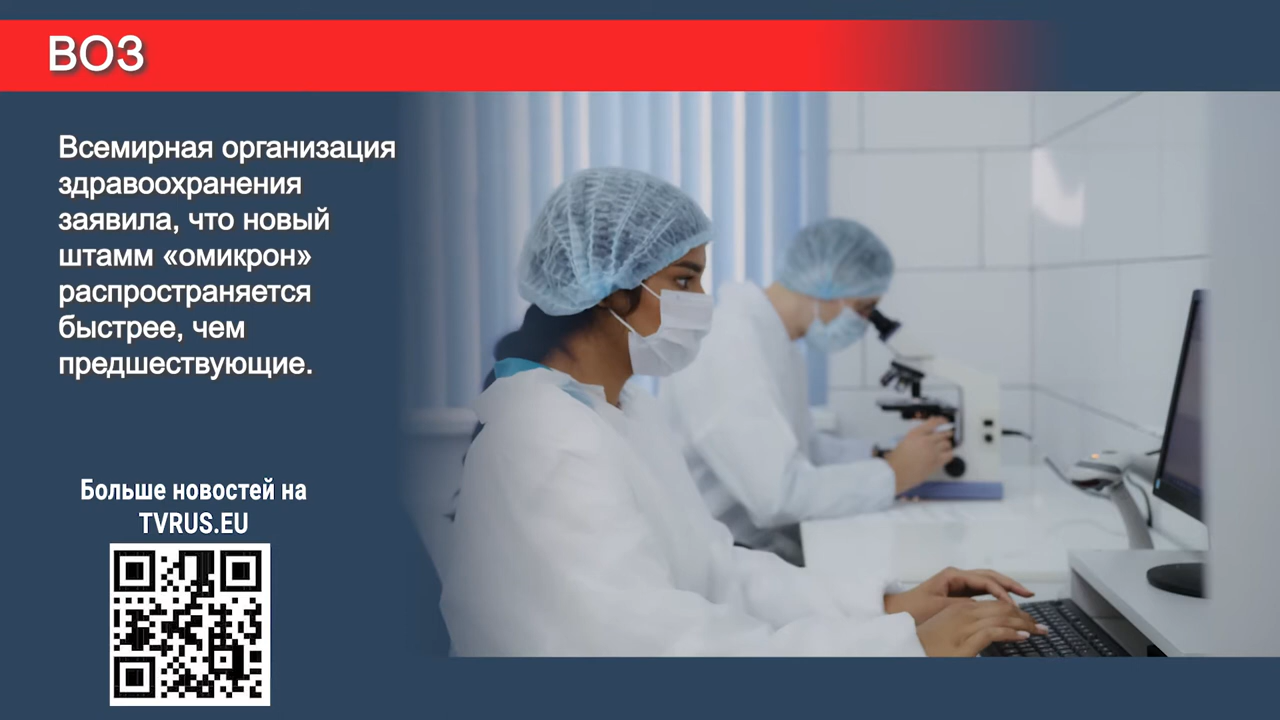 ВОЗ
Всемирная организация
здравоохранения
заявила, что новый
штамм «омикрон»
распространяется
быстрее, чем
предшествующие.
Больше новостей на
TVRUS.EU